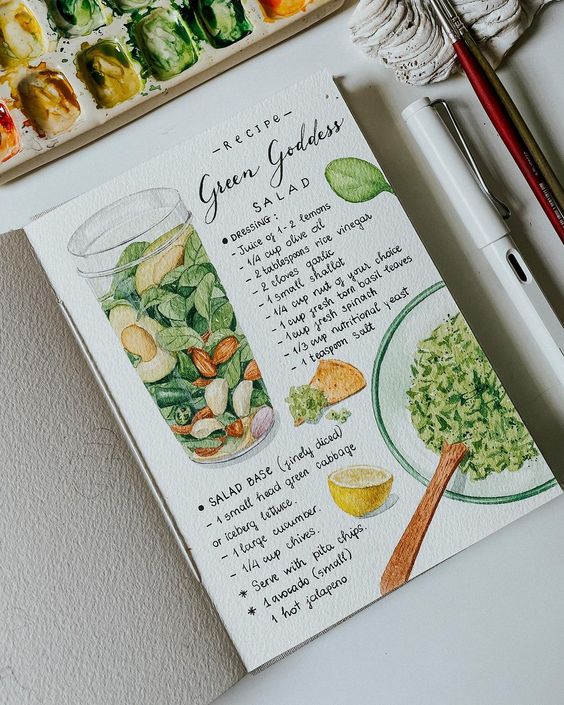 -RECIPE-
Green Goddess
SALAD
• DRESSING:
- Juice of 1-2 lemons
- 1/4 cup olive oil
- 2 tablespoons rice vinegar
- 2 cloves garlic
- 1 small shallot
- 1/4 cup nut of your choice
- 1 cup fresh torn basil leaves
- 1 cup fresh spinach
- 1/3 cup nutritional yeast
- 1 teaspoon salt
• SALAD BASE (finely diced)
- 1 small head green cabbage
or iceberg lettuce.
- 1 large cucumber.
- 1/4 cup chives.
* Serve with pita chips.
* 1 avocado (small)
1 hot jalapeno